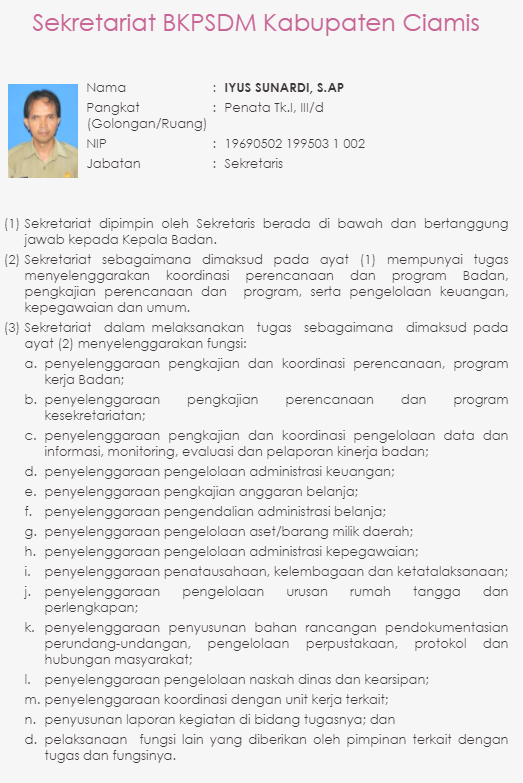 Sekretariat BKPSDM Kabupaten Ciamis
Nama : IYUS SUNARDI, S.AP
Pangkat : Penata Tk.I, III/d
(Golongan/Ruang)
NIP : 19690502 199503 1 002
Jabatan : Sekretaris
(1) Sekretariat dipimpin oleh Sekretaris berada di bawah dan bertanggung
jawab kepada Kepala Badan.
(2) Sekretariat sebagaimana dimaksud pada ayat (1) mempunyai tugas
menyelenggarakan koordinasi perencanaan dan program Badan,
pengkajian perencanaan dan program, serta pengelolaan keuangan,
kepegawaian dan umum.
(3) Sekretariat dalam melaksanakan tugas sebagaimana dimaksud pada
ayat (2) menyelenggarakan fungsi:
a. penyelenggaraan pengkajian dan koordinasi perencanaan, program
kerja Badan;
b. penyelenggaraan pengkajian perencanaan dan program
kesekretariatan;
c. penyelenggaraan pengkajian dan koordinasi pengelolaan data dan
informasi, monitoring, evaluasi dan pelaporan kinerja badan;
d. penyelenggaraan pengelolaan administrasi keuangan;
e. penyelenggaraan pengkajian anggaran belanja;
f. penyelenggaraan pengendalian administrasi belanja;
g. penyelenggaraan pengelolaan aset/barang milik daerah;
h. penyelenggaraan pengelolaan administrasi kepegawaian;
i. penyelenggaraan penatausahaan, kelembagaan dan ketatalaksanaan;
j. penyelenggaraan pengelolaan urusan rumah tangga dan
perlengkapan;
k. penyelenggaraan penyusunan bahan rancangan pendokumentasian
perundang-undangan, pengelolaan perpustakaan, protokol dan
hubungan masyarakat;
l. penyelenggaraan pengelolaan naskah dinas dan kearsipan;
m. penyelenggaraan koordinasi dengan unit kerja terkait;
n. penyusunan laporan kegiatan di bidang tugasnya; dan
d. pelaksanaan fungsi lain yang diberikan oleh pimpinan terkait dengan
tugas dan fungsinya.